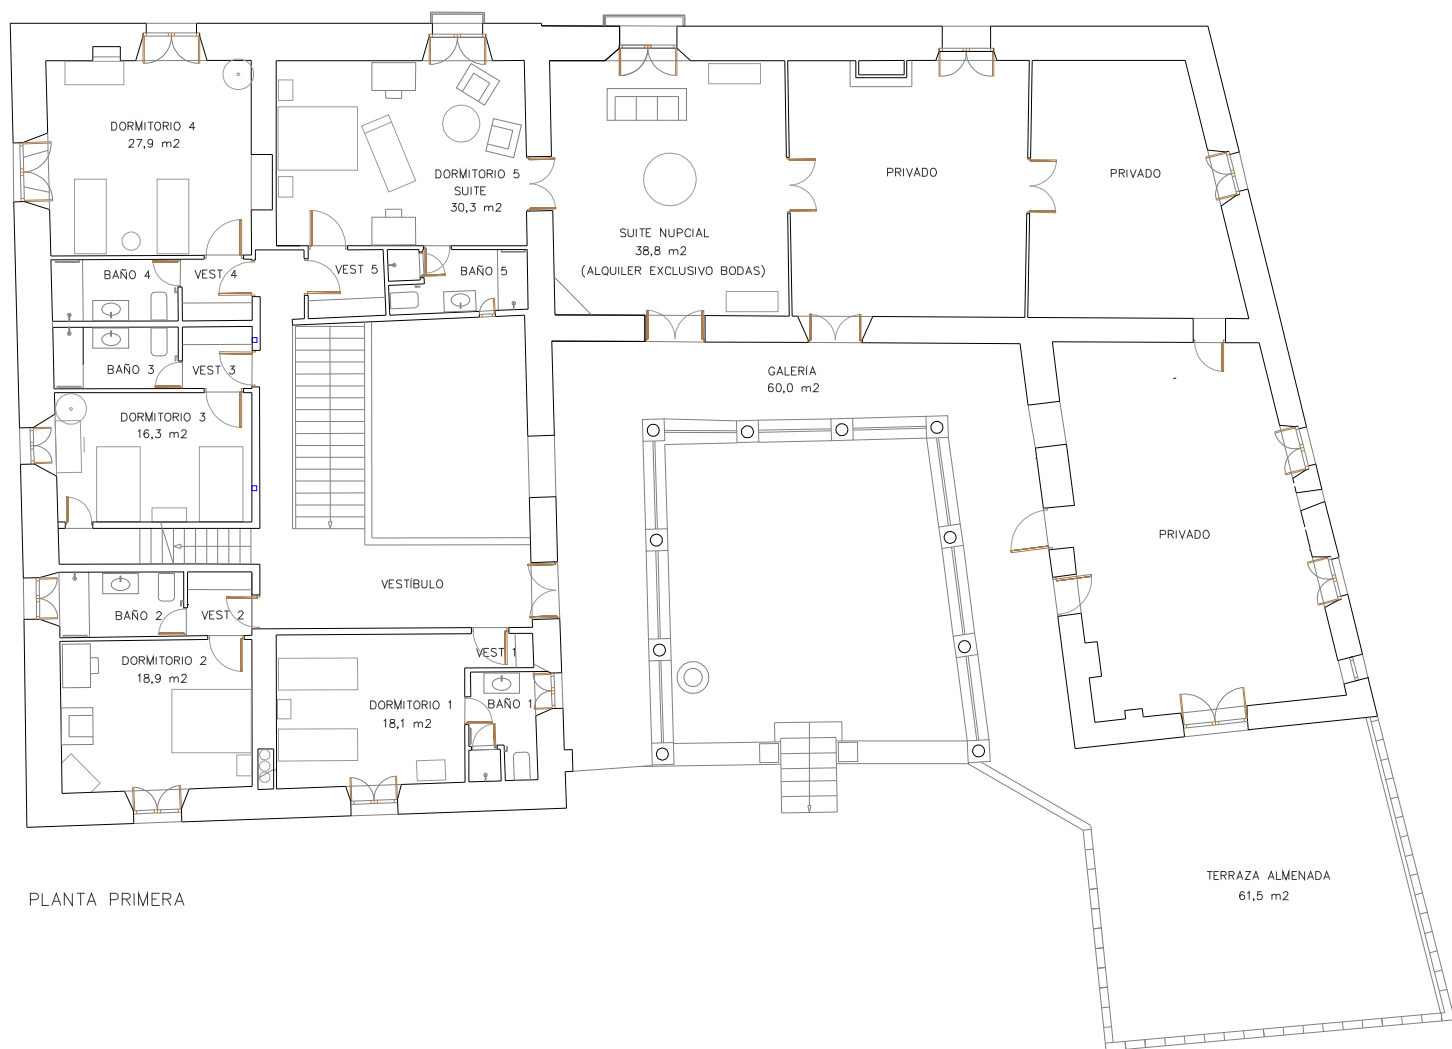 DORMITORIO 4
27,9 m2
DORMITORIO 5
SUITE
30,3 m2
PRIVADO
PRIVADO
SUITE NUPCIAL
38,8 m2
(ALQUILER EXCLUSIVO BODAS)
BAÑO 4
VEST 4
VEST 5
BAÑO 5
BAÑO 3
VEST 3
GALERÍA
60,0 m2
DORMITORIO 3
16,3 m2
PRIVADO
VESTÍBULO
BAÑO 2
VEST 2
DORMITORIO 2
18,9 m2
VEST 1
DORMITORIO 1
18,1 m2
BAÑO 1
TERRAZA ALMENADA
61,5 m2
PLANTA PRIMERA